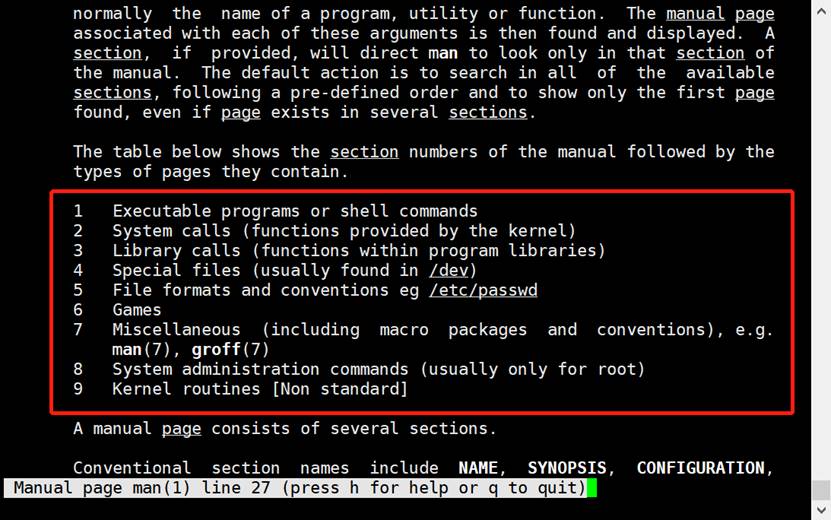 normally the name of a program, utility or function. The manual page
associated with each of these arguments is then found and displayed. A
section, if provided, will direct man to look only in that section of
the manual. The default action is to search in all of the available
sections, following a pre-defined order and to show only the first page
found, even if page exists in several sections.
The table below shows the section numbers of the manual followed by the
types of pages they contain.
1 Executable programs or shell commands
2 System calls (functions provided by the kernel)
3 Library calls (functions within program libraries)
4 Special files (usually found in /dev)
5 File formats and conventions eg /etc/passwd
6 Games
7 Miscellaneous (including macro packages and conventions), e.g.
man(7), groff(7)
8 System administration commands (usually only for root)
9 Kernel routines [Non standard]
A manual page consists of several sections.
Conventional section names include NAME, SYNOPSIS, CONFIGURATION,
Manual page man(1) line 27 (press h for help or q to quit)